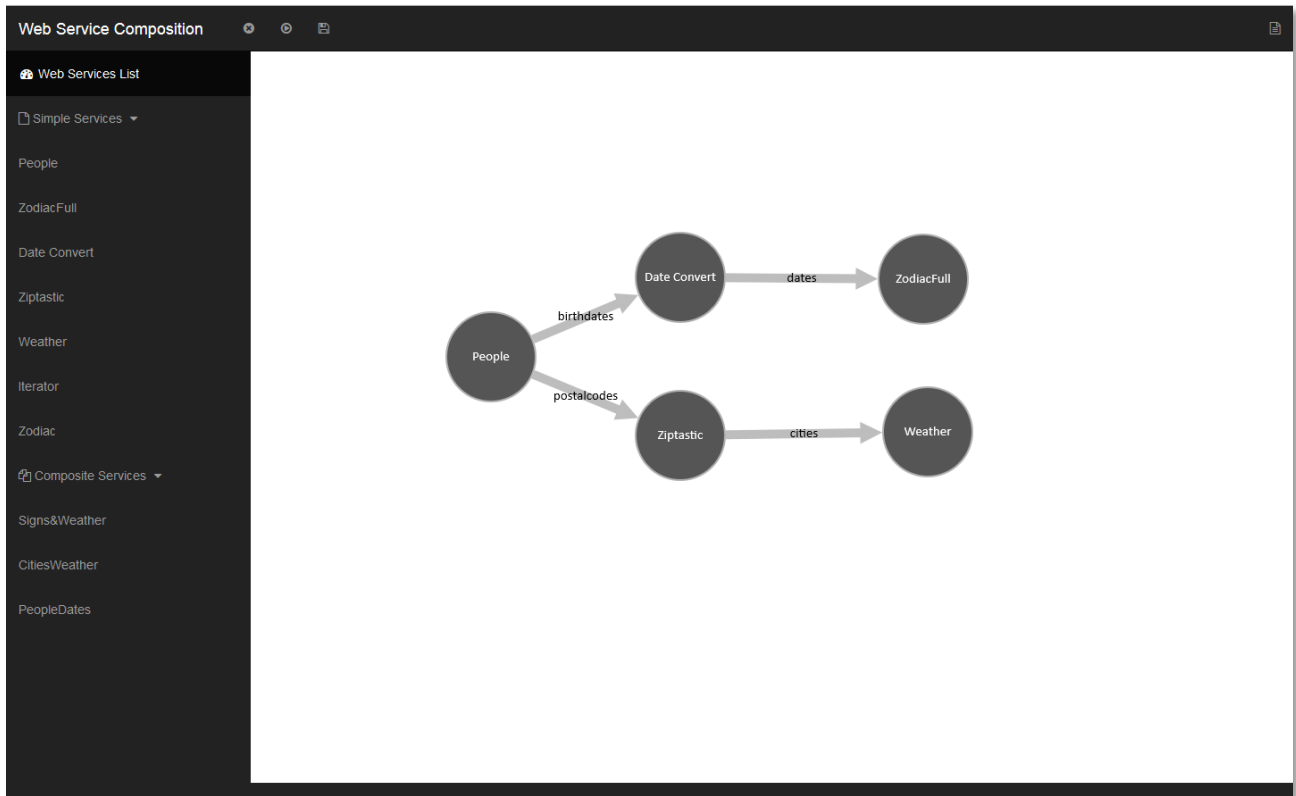 Web Service Composition
Web Services List
Simple Services
People
ZodiacFull
Date Convert
Ziptastic
Weather
Iterator
Zodiac
Composite Services
Signs&Weather
CitiesWeather
PeopleDates
Date Convert
dates
ZodiacFull
birthdates
People
postalcodes
Ziptastic
cities
Weather